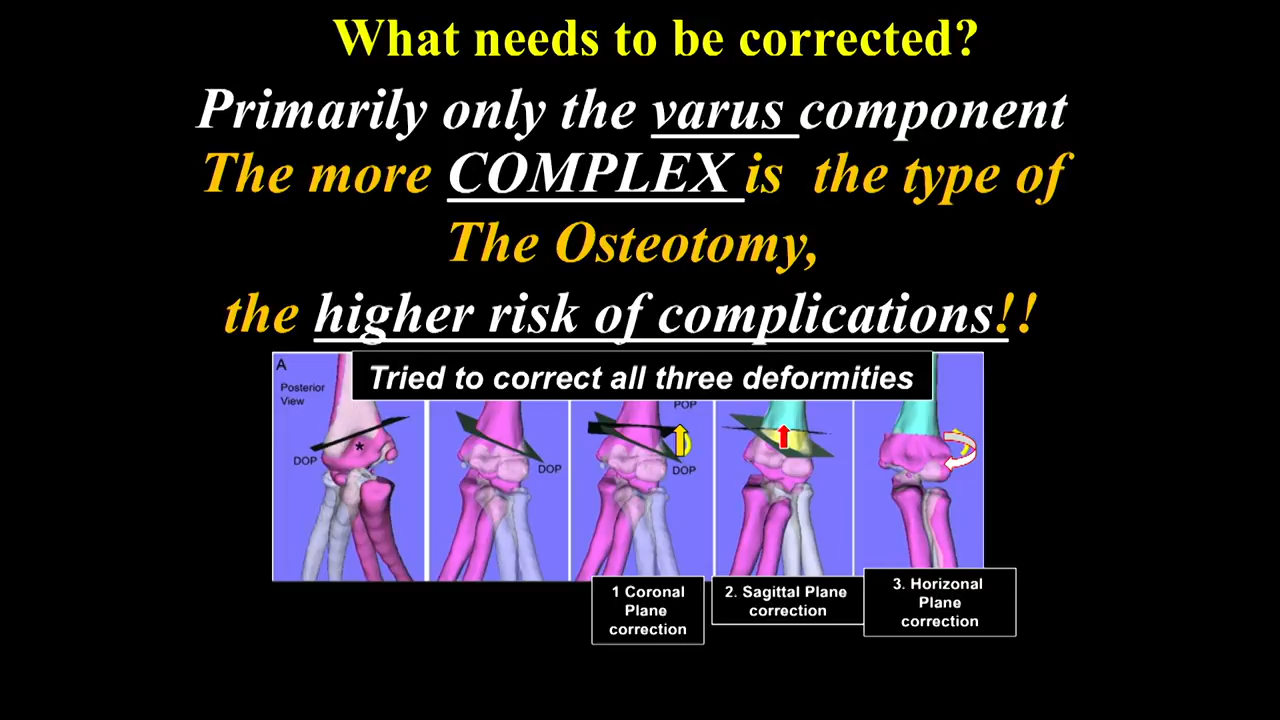 What needs to be corrected?
Primarily only the varus component
The more COMPLEX is the type of
The Osteotomy,
the higher risk of complications!!
Tried to correct all three deformities
A
Posterior
View
DOP
DOP
POP
DOP
1 Coronal
Plane
correction
2. Sagittal Plane
correction
3. Horizonal
Plane
correction